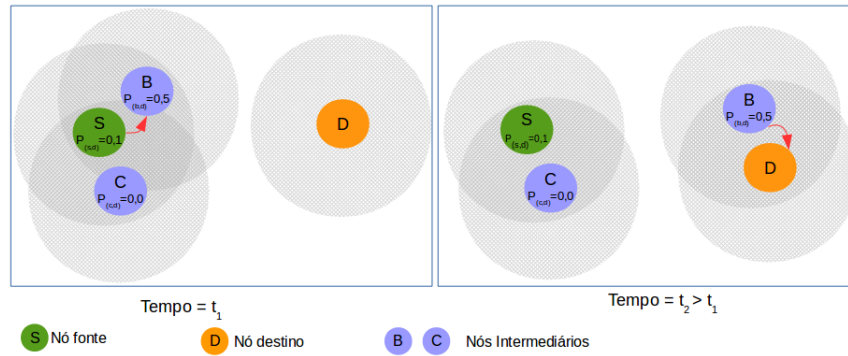 B
P(b,d)=0,5
S
P(s,d)=0,1
C
P(c,d)=0,0
D
Tempo = t1
S
P(s,d)=0,1
C
P(c,d)=0,0
B
P(b,d)=0,5
D
Tempo = t2 > t1
S Nó fonte
D Nó destino
B C Nós Intermediários